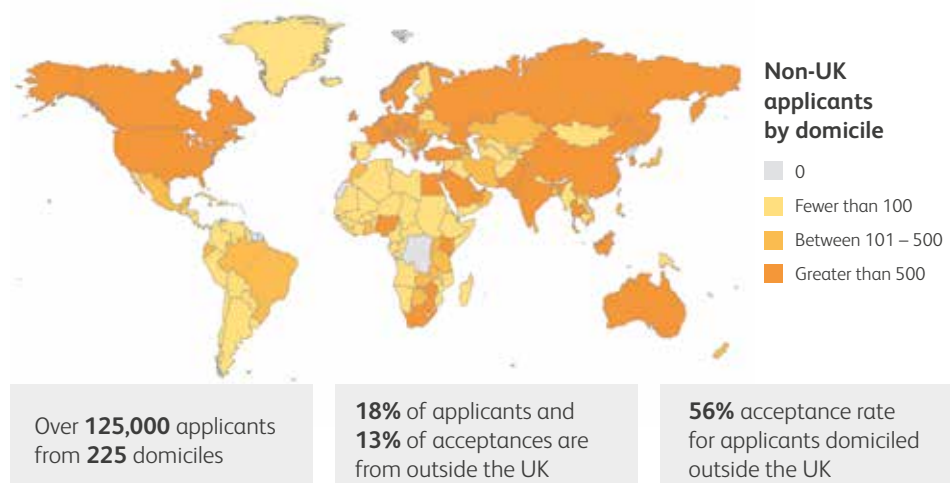 Non-UK
applicants
by domicile
0
Fewer than 100
Between 101 – 500
Greater than 500
Over 125,000 applicants
from 225 domiciles
18% of applicants and
13% of acceptances are
from outside the UK
56% acceptance rate
for applicants domiciled
outside the UK